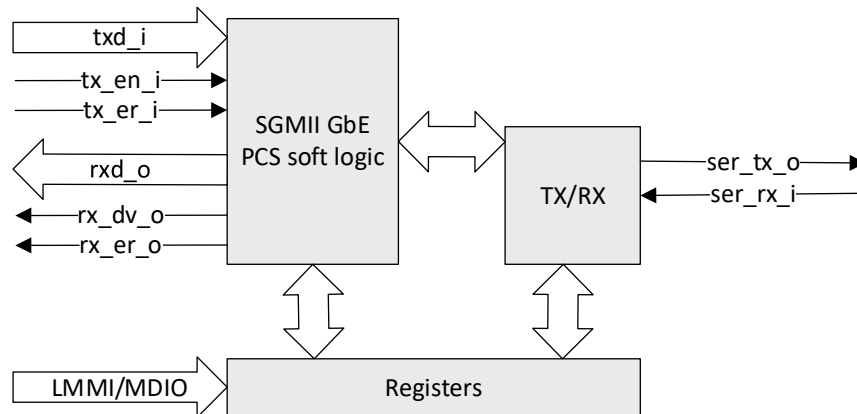 txd_i
tx_en_i
tx_er_i
rxd_o
rx_dv_o
rx_er_o
SGMII GbE
PCS soft logic
TX/RX
ser_tx_o
ser_rx_i
LMMI/MDIO
Registers